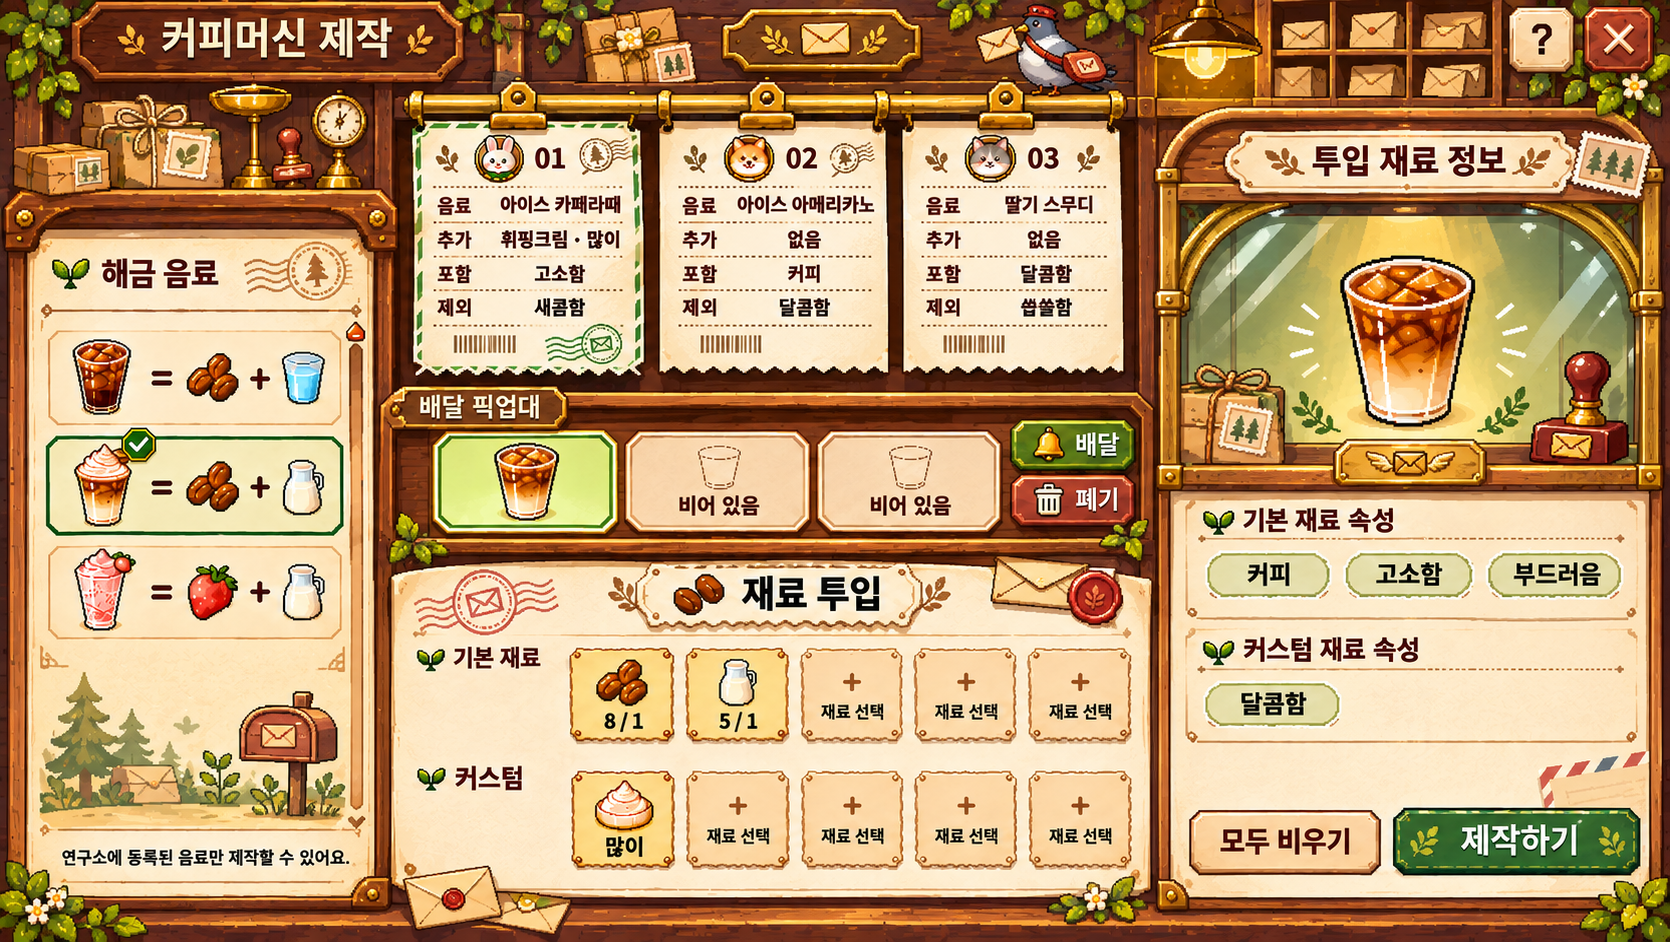 커피머신 제작
?
해금 음료
=
+
=
+
=
+
연구소에 등록된 음료만 제작할 수 있어요.
01
음료 아이스 카페라떼
추가 휘핑크림 · 많이
포함 고소함
제외 새콤함
02
음료 아이스 아메리카노
추가 없음
포함 커피
제외 달콤함
03
음료 딸기 스무디
추가 없음
포함 달콤함
제외 씁쓸함
배달 픽업대
비어 있음
비어 있음
배달
폐기
재료 투입
기본 재료
8/1
5/1
+ 재료 선택
+ 재료 선택
+ 재료 선택
커스텀
많이
+ 재료 선택
+ 재료 선택
+ 재료 선택
+ 재료 선택
투입 재료 정보
기본 재료 속성
커피 고소함 부드러움
커스텀 재료 속성
달콤함
모두 비우기
제작하기